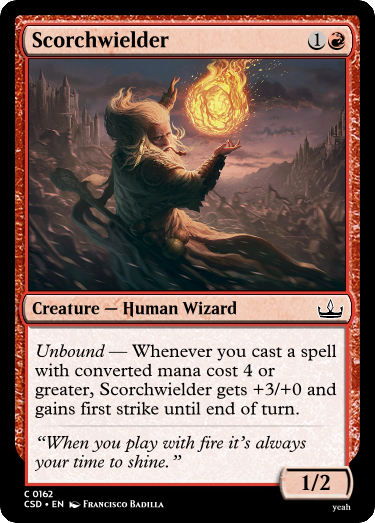 Scorchwielder 1
Creature — Human Wizard
Unbound — Whenever you cast a spell
with converted mana cost 4 or
greater, Scorchwielder gets +3/+0 and
gains first strike until end of turn.
“When you play with fire it’s always
your time to shine.”
1/2
C 0162
CSD • EN Francisco Badilla
yeah